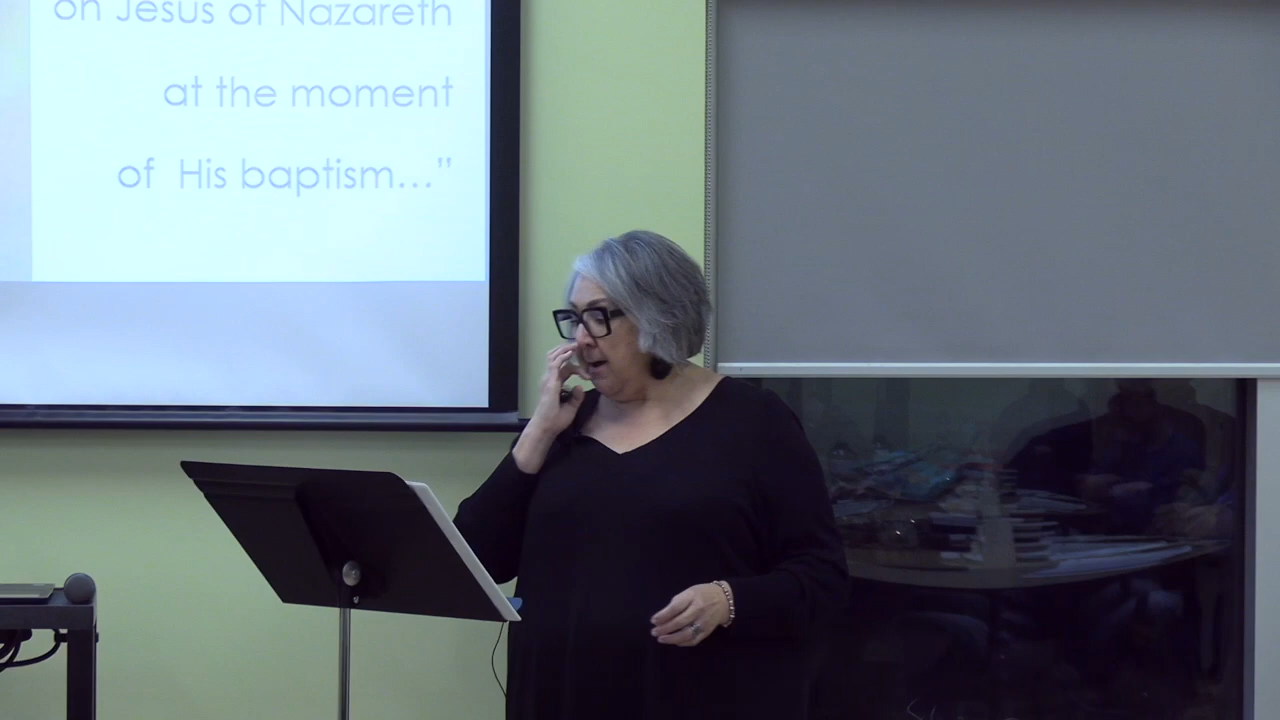 on Jesus of Nazareth
at the moment
of His baptism…”